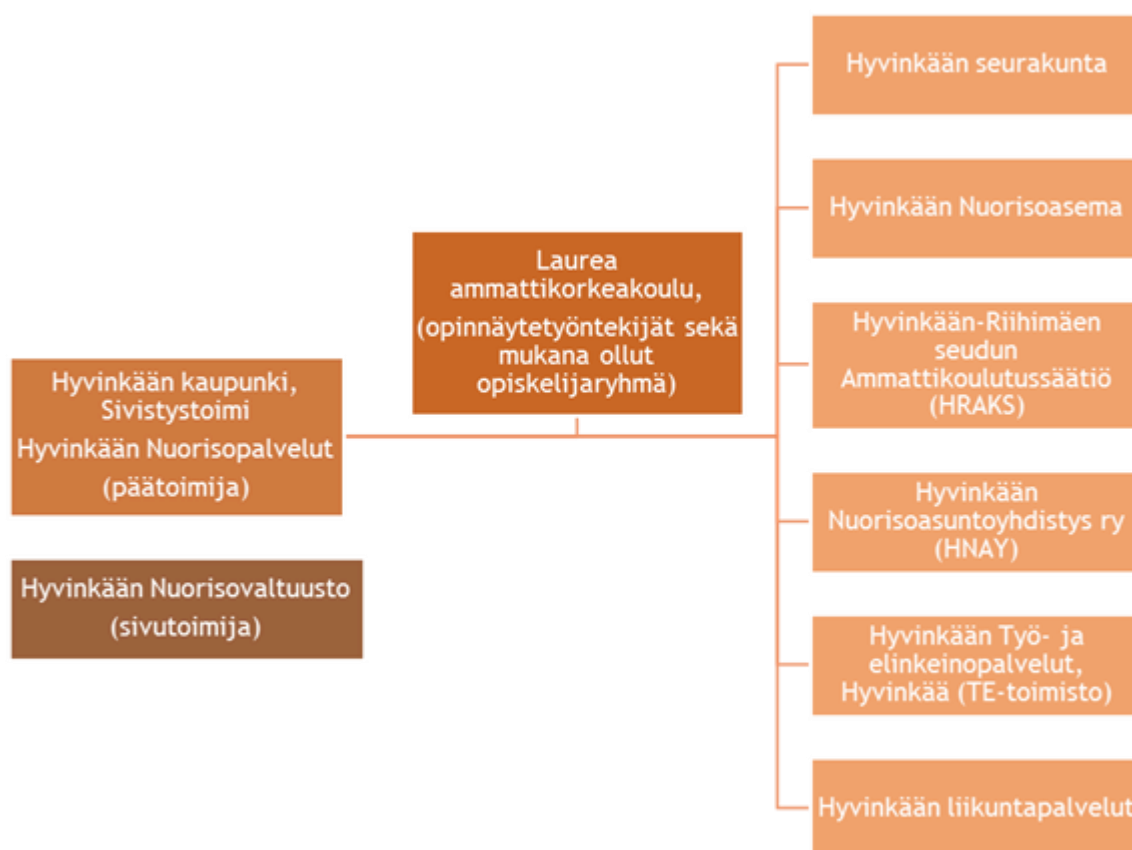 Hyvinkään kaupunki,
Sivistystoimi
Hyvinkään Nuorisopalvelut
(päätoimija)
Hyvinkään Nuorisovaltuusto
(sivutoimija)
Laurea
ammattikorkeakoulu,
(opinnäytetyöntekijät sekä
mukana ollut
opiskelijaryhmä)
Hyvinkään seurakunta
Hyvinkään Nuorisoasema
Hyvinkään-Riihimäen
seudun
Ammattikoulutussäätiö
(HRAKS)
Hyvinkään
Nuorisoasuntoyhdistys ry
(HNAY)
Hyvinkään Työ- ja
elinkeinopalvelut,
Hyvinkää (TE-toimisto)
Hyvinkään liikuntapalvelut